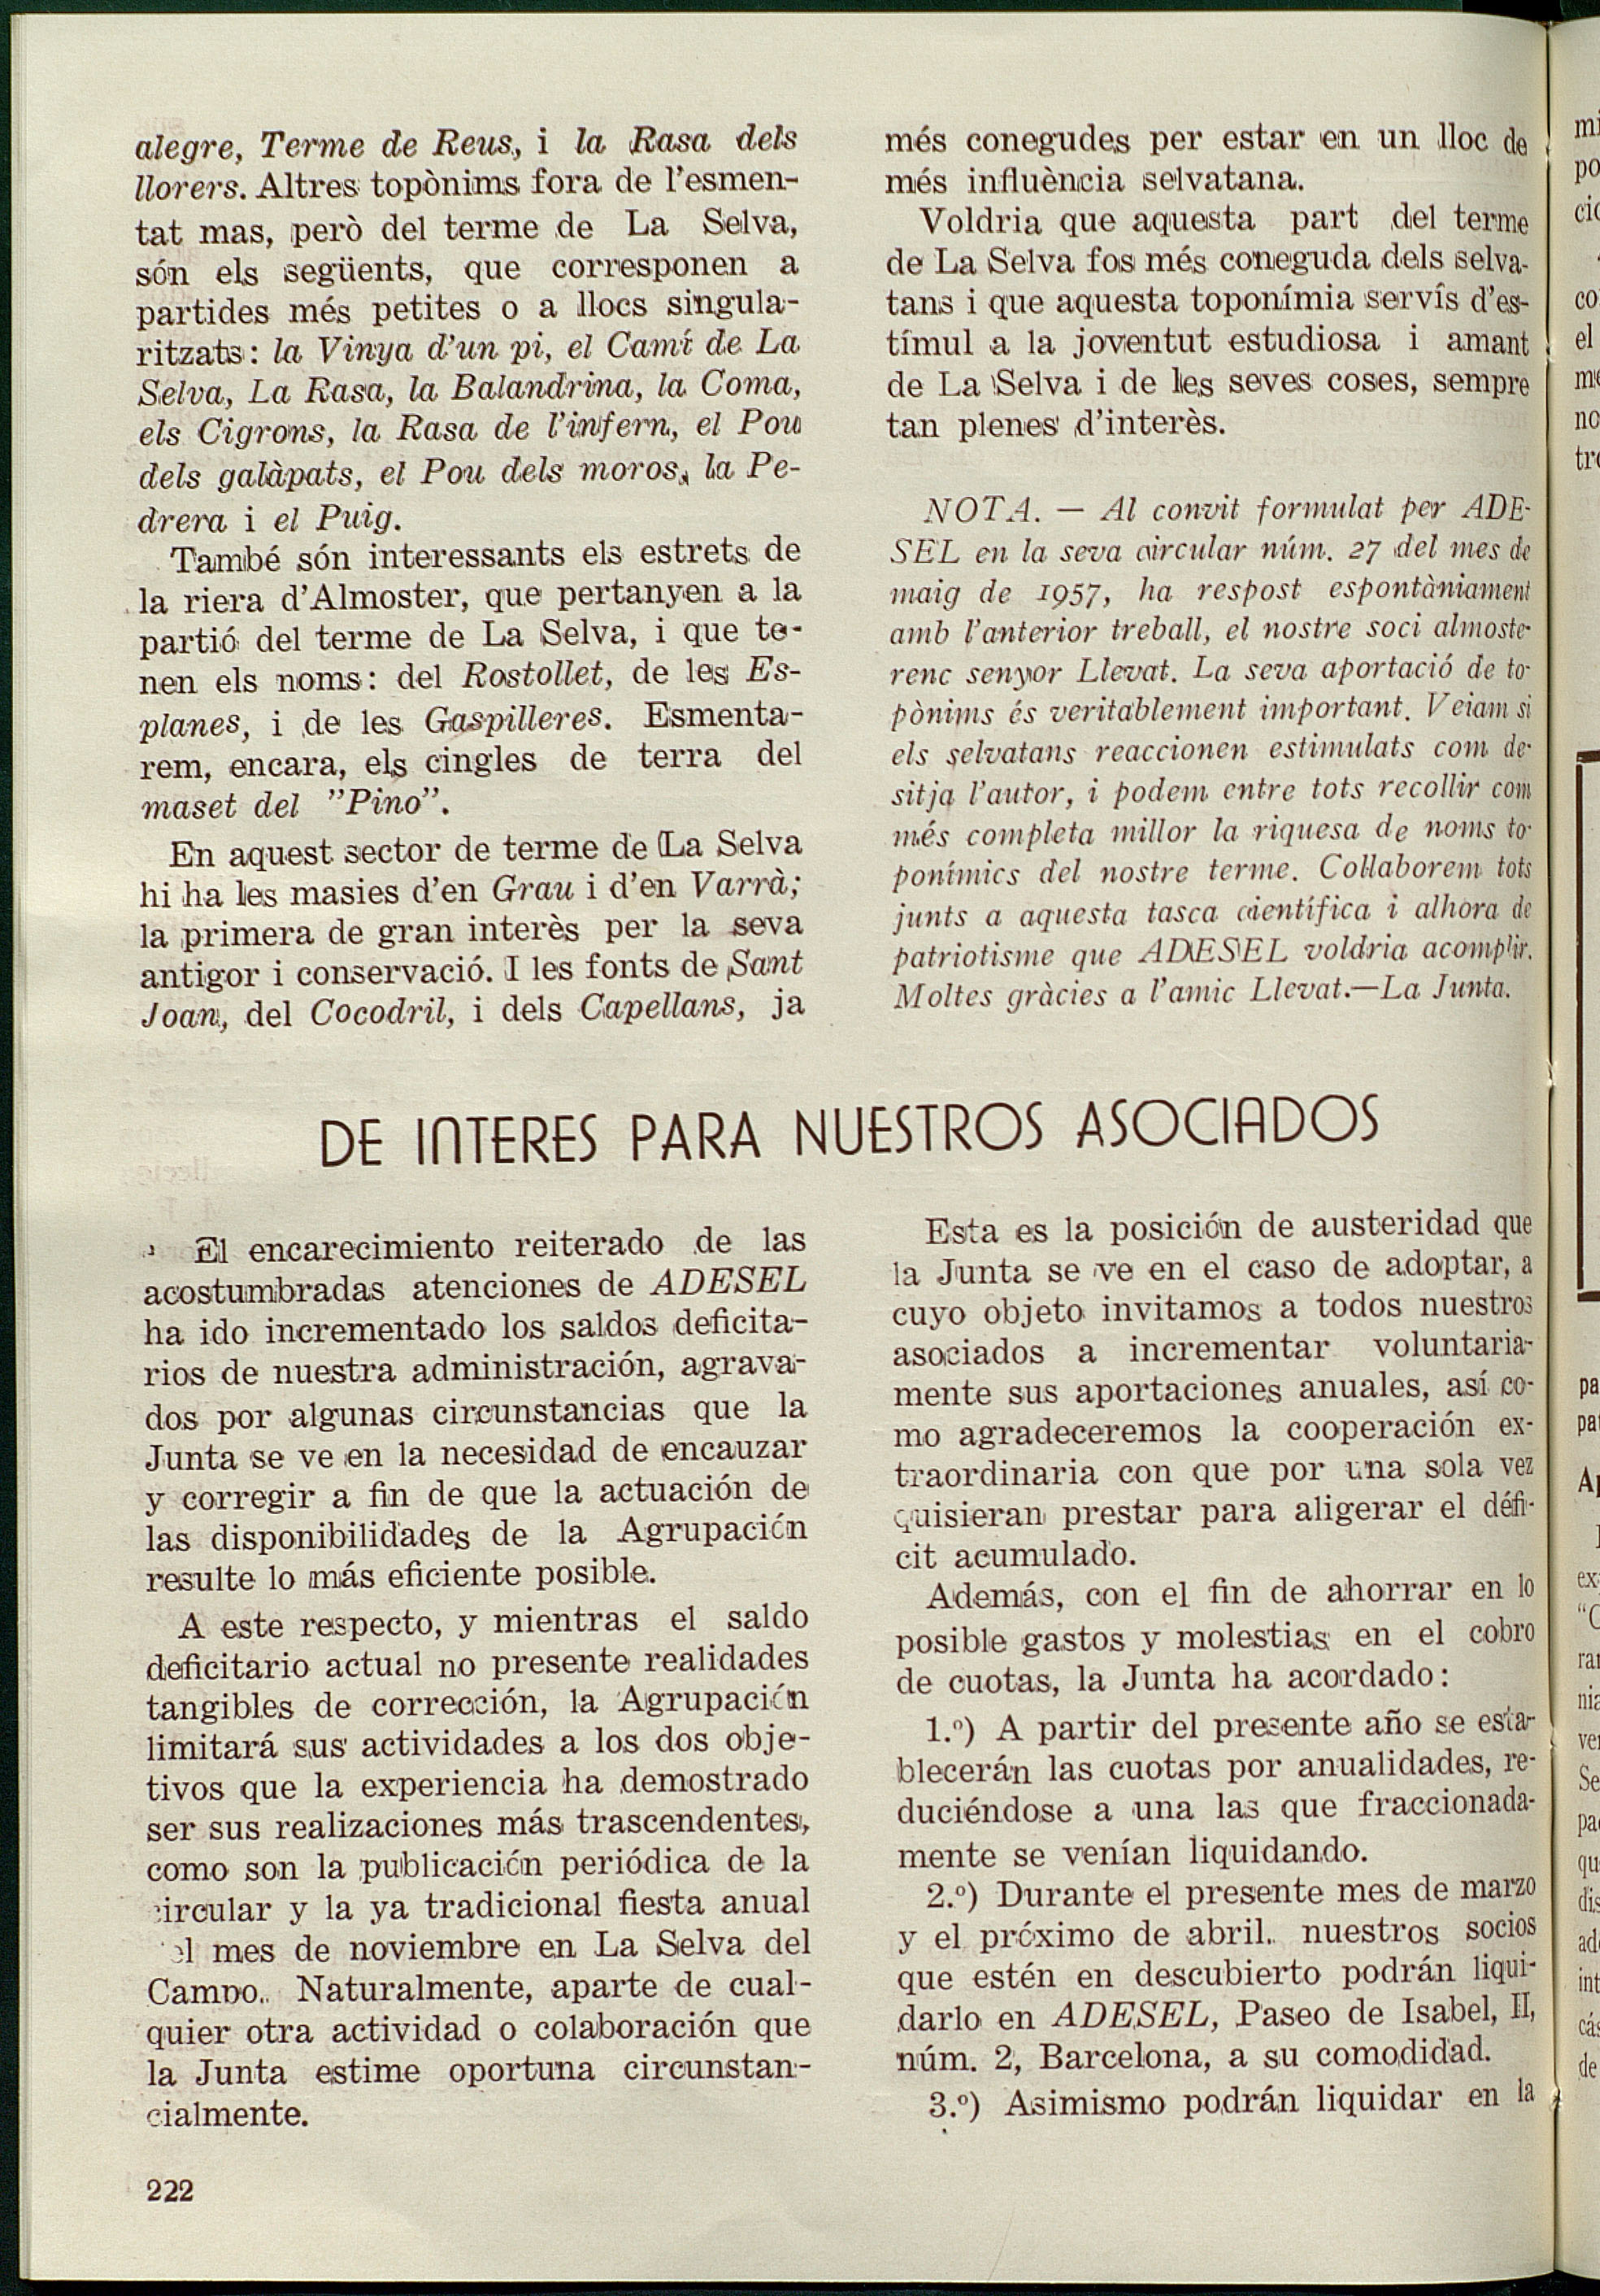 alegre, Terme de Reus, i la Rasa dels
llorers. Altres topònims fora de l'esmen-
tat mas, però del terme de La Selva,
són els següents, que corresponen a
partides més petites o a llocs singula-
ritzats: la Vinya d'un pi, el Camí de La
Selva, La Rasa, la Balandrina, la Coma,
els Cigrons, la Rasa de l'infern, el Pou
dels galàpats, el Pou dels moros, la Pe-
drera i el Puig.
També són interessants els estrets de
la riera d'Almoster, que pertanyen a la
partió del terme de La Selva, i que te-
nen els noms: del Rostollet, de les Es-
planes, i de les Gaspilleres. Esmenta-
rem, encara, els cingles de terra del
maset del "Pino".
En aquest sector de terme de La Selva
hi ha les masies d'en Grau i d'en Varrà;
la primera de gran interès per la seva
antigor i conservació. I les fonts de Sant
Joan, del Cocodril, i dels Capellans, ja
més conegudes per estar en un lloc de
més influència selvatana.
Voldria que aquesta part del terme
de La Selva fos més coneguda dels selva-
tans i que aquesta toponímia servís d'es-
tímul a la joventut estudiosa i amant
de La Selva i de les seves coses, sempre
tan plenes d'interès.
NOTA. — Al convit formulat per ADE-
SEL en la seva circular núm. 27 del mes de
maig de 1957, ha respost espontàniament
amb l'anterior treball, el nostre soci almoste-
renc senyor Llevat. La seva aportació de to-
pònims és veritablement important. Veiam si
els selvatans reaccionen estimulats com de-
sitja l'autor, i podem entre tots recollir com
més completa millor la riquesa de noms to-
ponímics del nostre terme. Collaborem tots
junts a aquesta tasca científica i alhora de
patriotisme que ADESEL voldria acomplir.
Moltes gràcies a l'amic Llevat.—La Junta.
DE INTERES PARA NUESTROS ASOCIADOS
El encarecimiento reiterado de las
acostumbradas atenciones de ADESEL
ha ido incrementado los saldos deficita-
rios de nuestra administración, agrava-
dos por algunas circunstancias que la
Junta se ve en la necesidad de encauzar
y corregir a fin de que la actuación de
las disponibilidades de la Agrupación
resulte lo más eficiente posible.
A este respecto, y mientras el saldo
deficitario actual no presente realidades
tangibles de corrección, la Agrupación
limitará sus actividades a los dos obje-
tivos que la experiencia ha demostrado
ser sus realizaciones más trascendentes,
como son la publicación periódica de la
circular y la ya tradicional fiesta anual
el mes de noviembre en La Selva del
Campo. Naturalmente, aparte de cual-
quier otra actividad o colaboración que
la Junta estime oportuna circunstan-
cialmente.
Esta es la posición de austeridad que
la Junta se ve en el caso de adoptar, a
cuyo objeto invitamos a todos nuestros
asociados a incrementar voluntaria-
mente sus aportaciones anuales, así co-
mo agradeceremos la cooperación ex-
traordinaria con que por una sola vez
quisieran prestar para aligerar el défi-
cit acumulado.
Además, con el fin de ahorrar en lo
posible gastos y molestias en el cobro
de cuotas, la Junta ha acordado:
1.º) A partir del presente año se esta-
blecerán las cuotas por anualidades, re-
duciéndose a una las que fraccionada-
mente se venían liquidando.
2.º) Durante el presente mes de marzo
y el próximo de abril. nuestros socios
que estén en descubierto podrán liqui-
darlo en ADESEL, Paseo de Isabel, II,
núm. 2, Barcelona, a su comodidad.
3.º) Asimismo podrán liquidar en la
222